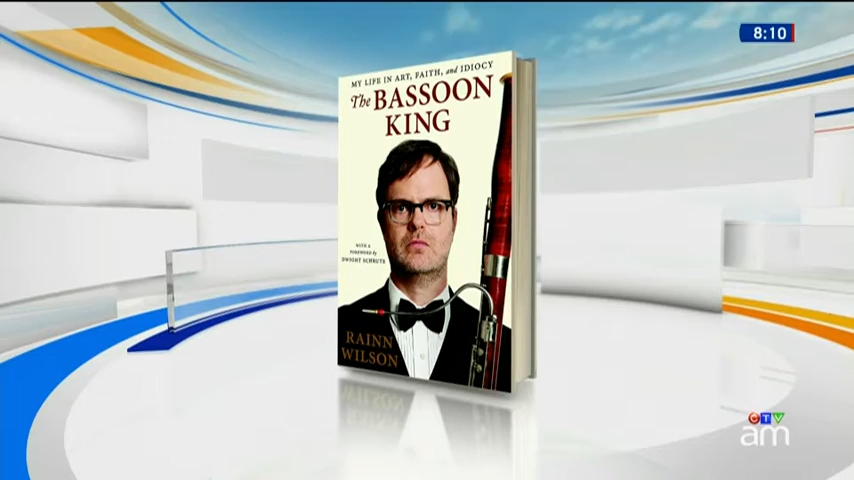 8:10
MY LIFE IN ART, FAITH, and IDIOCY
The BASSOON
KING
WITH A
FOREWORD by
DWIGHT SCHRUTE
RAINN
WILSON
CTV
am